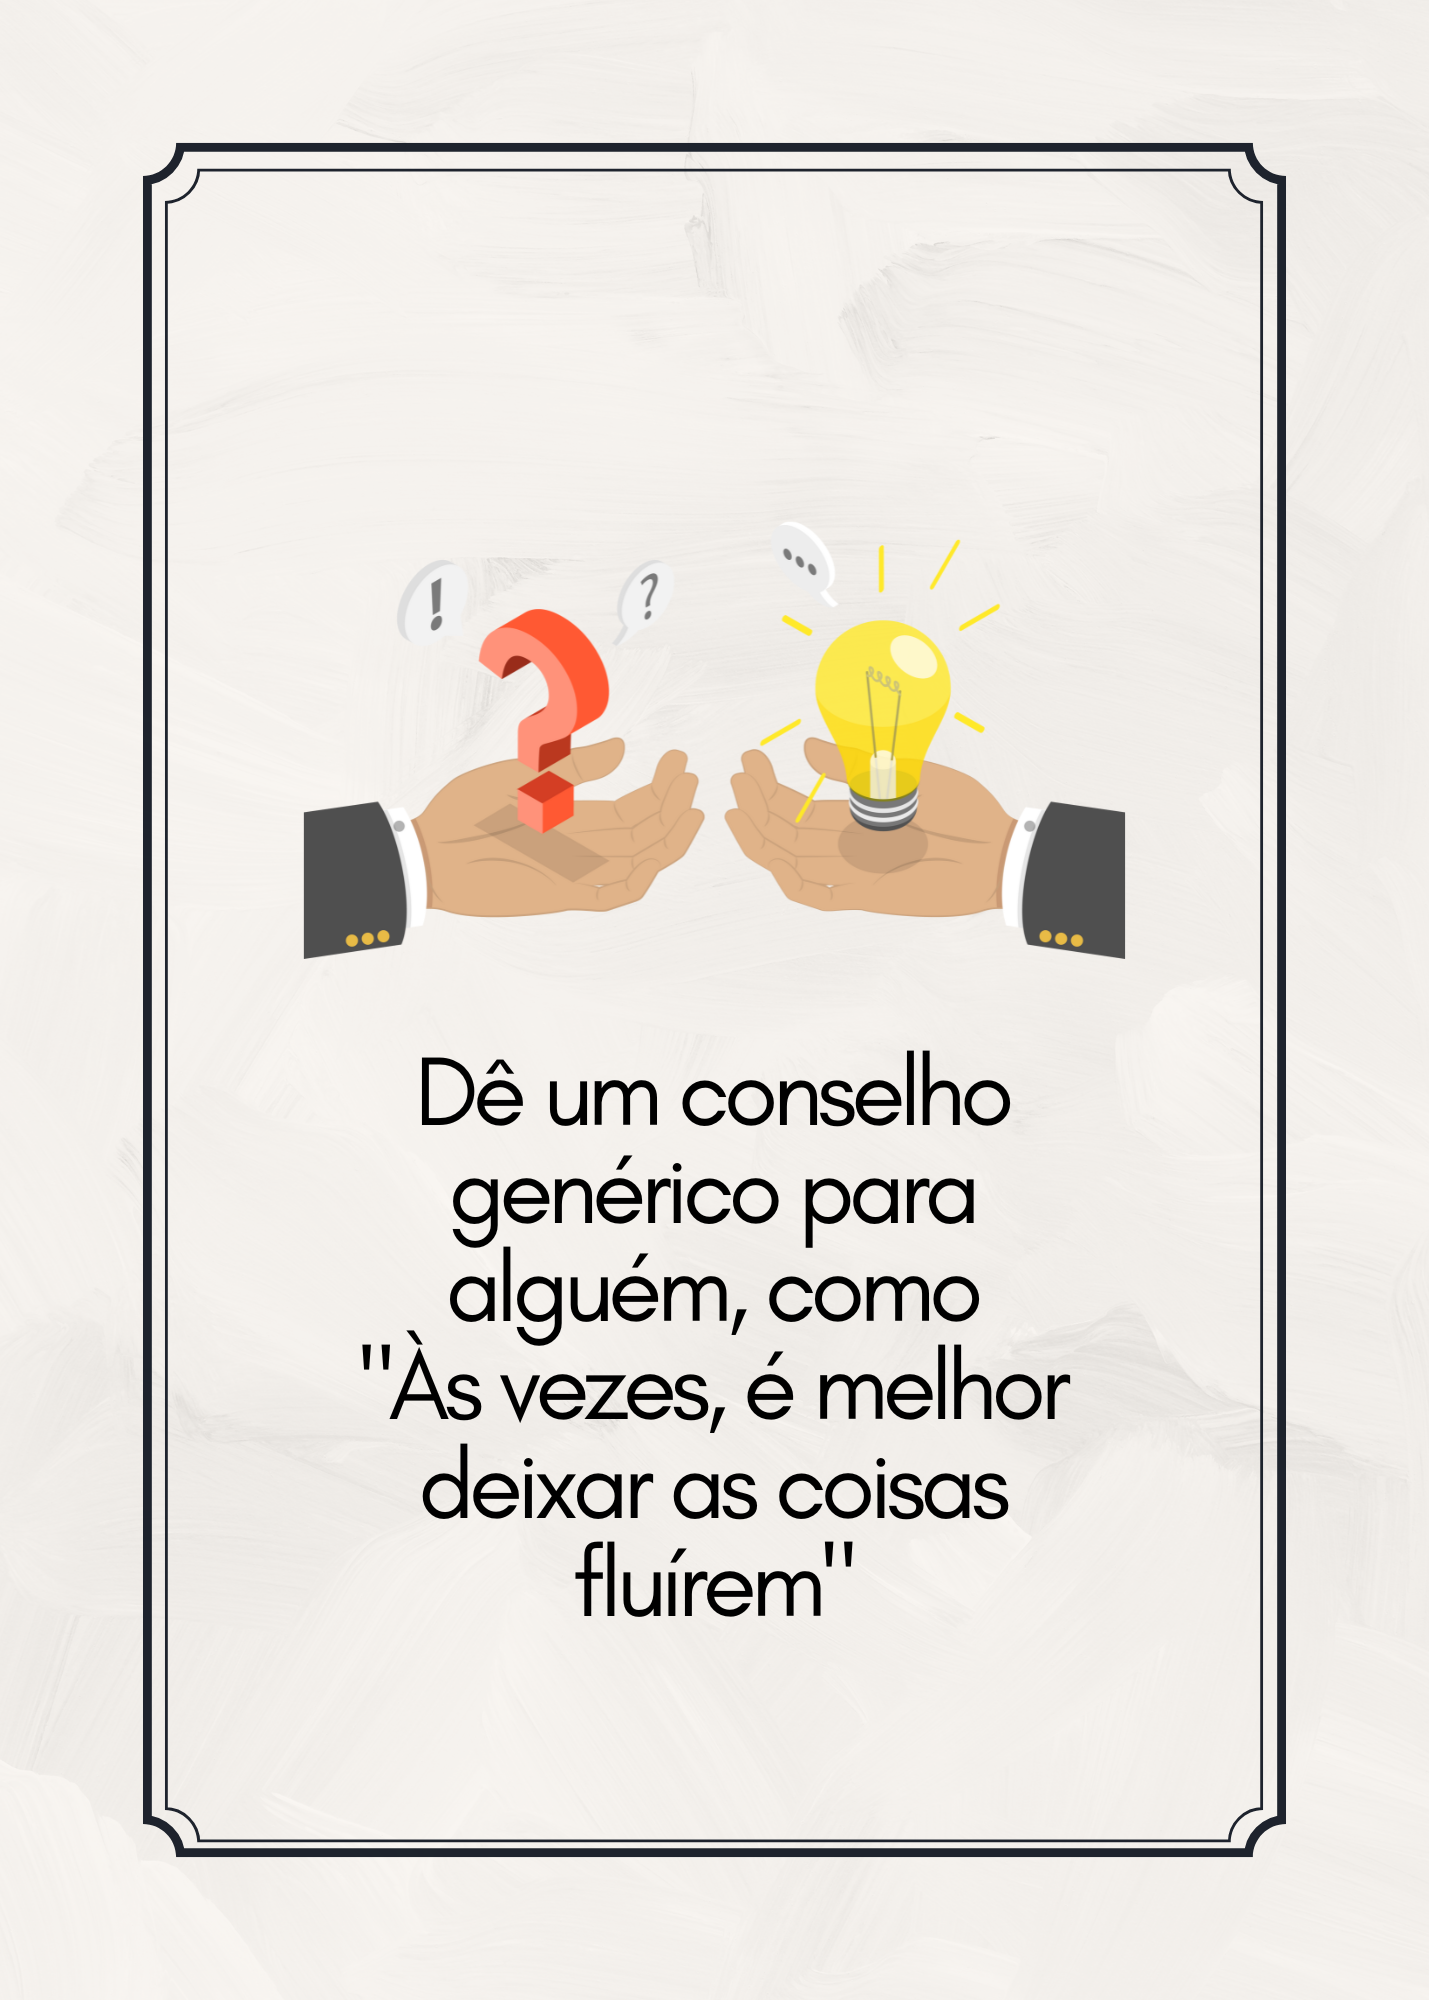 !
?
...
?
Dê um conselho
genérico para
alguém, como
"Às vezes, é melhor
deixar as coisas
fluírem"